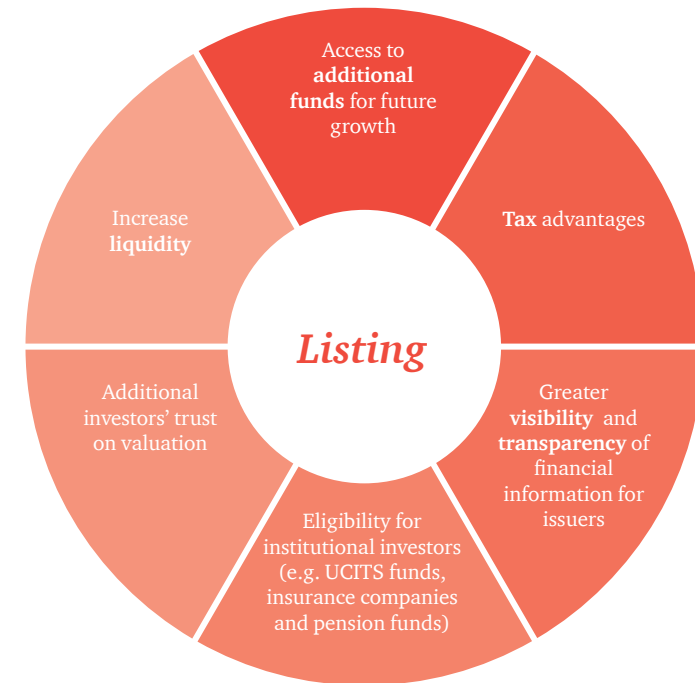 Access to
additional
funds for future
growth
Tax advantages
Greater
visibility and
transparency of
financial
information for
issuers
Eligibility for
institutional investors
(e.g. UCITS funds,
insurance companies
and pension funds)
Additional
investors’ trust
on valuation
Increase
liquidity
Listing